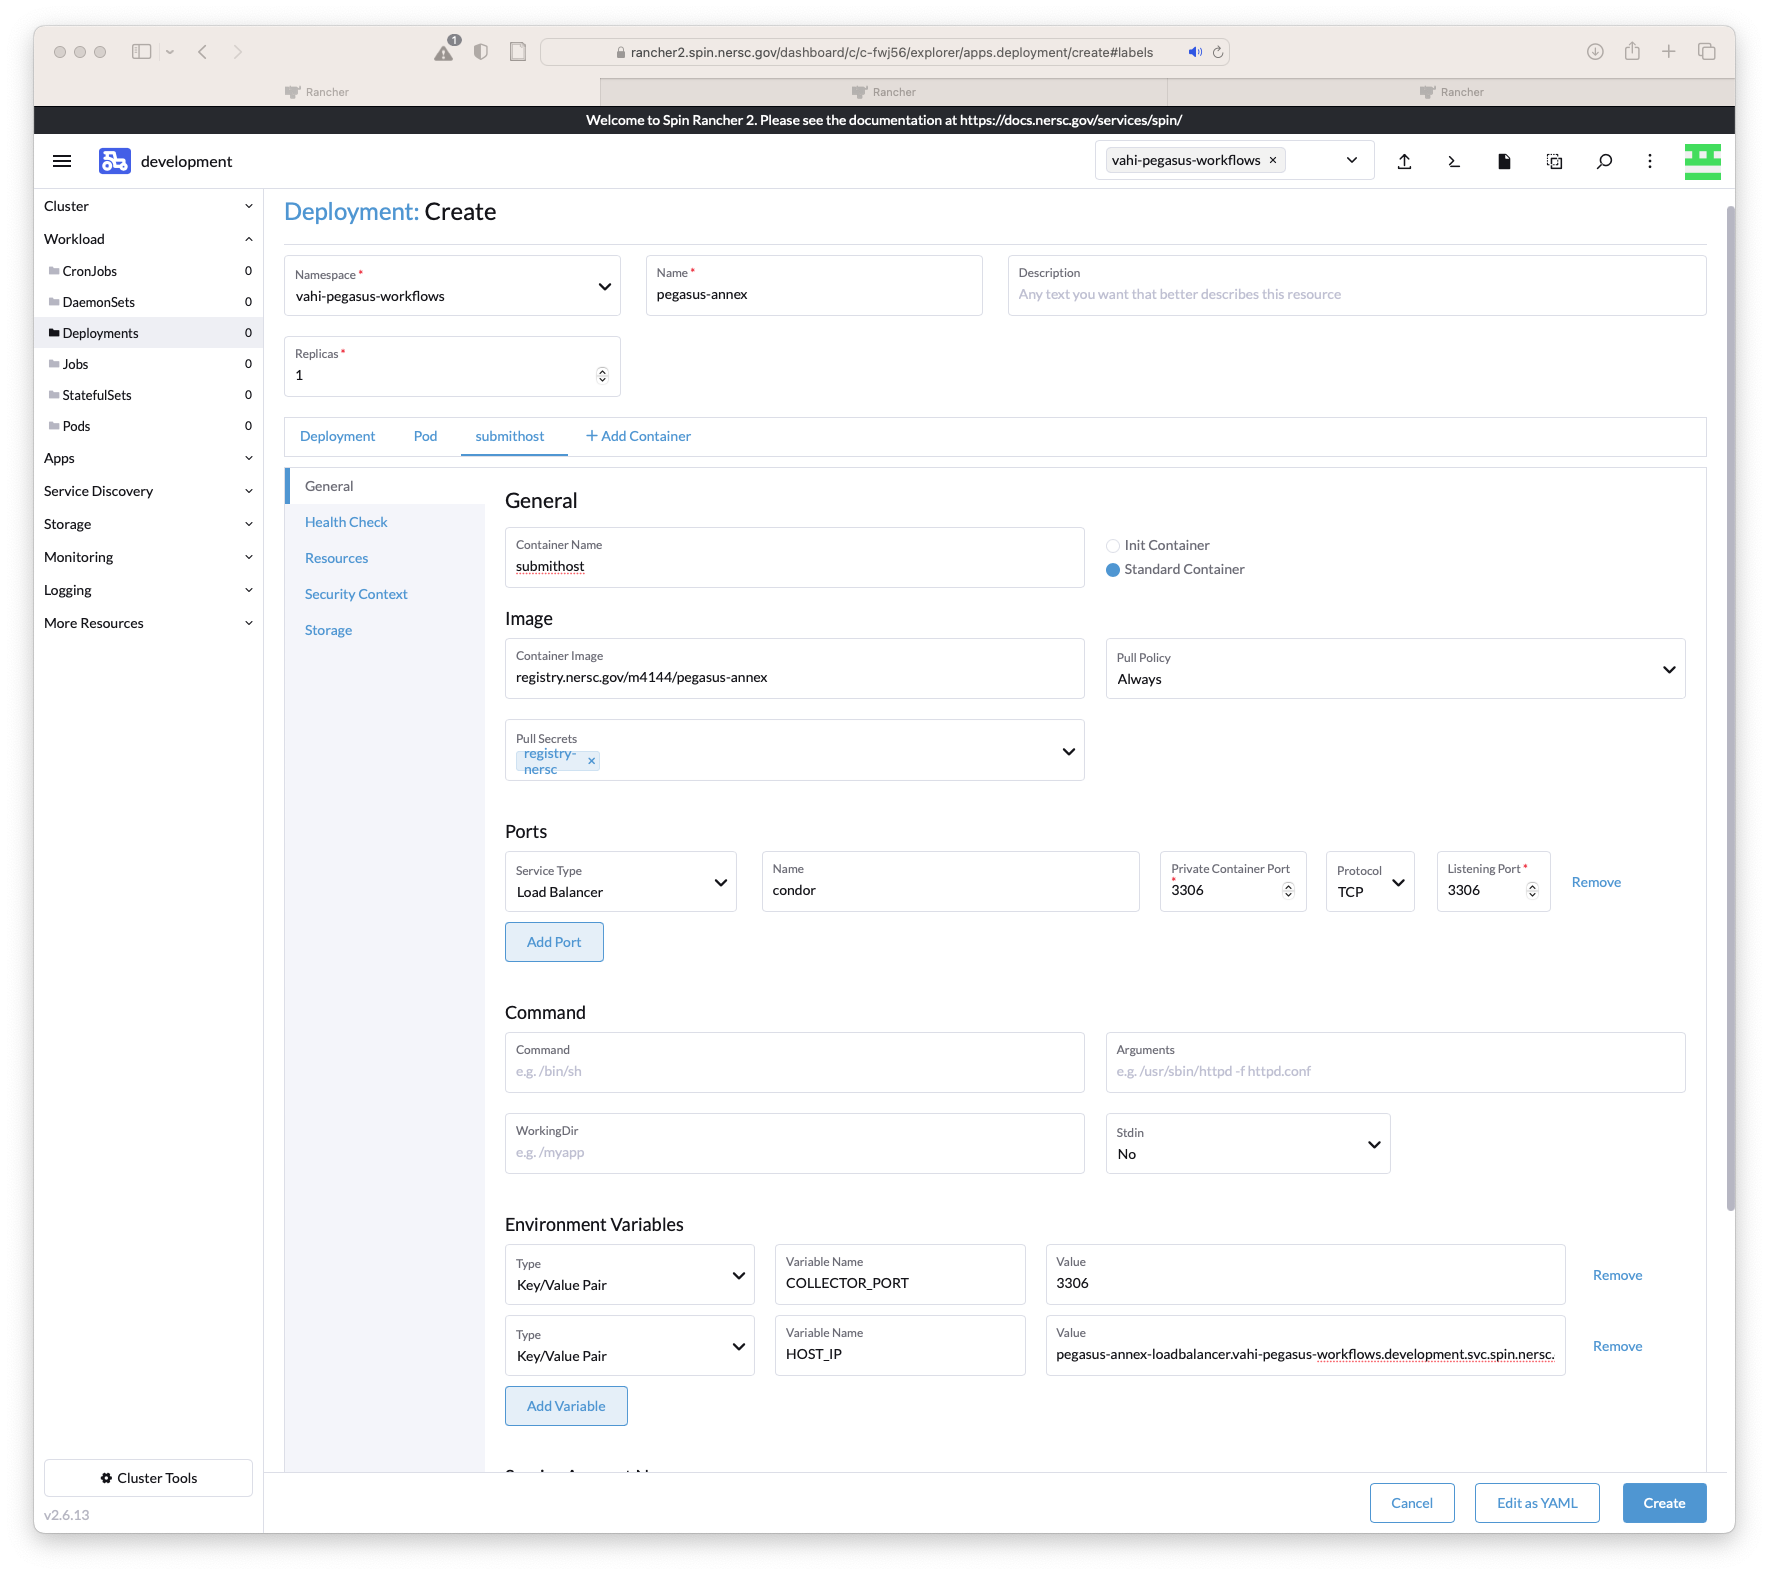 1
rancher2.spin.nersc.gov/dashboard/c/c-fwj56/explorer/apps.deployment/create#labels
Rancher
Rancher
Rancher
Welcome to Spin Rancher 2. Please see the documentation at https://docs.nersc.gov/services/spin/
development
vahi-pegasus-workflows ×
Cluster
Workload
CronJobs 0
DaemonSets 0
Deployments 0
Jobs 0
StatefulSets 0
Pods 0
Apps
Service Discovery
Storage
Monitoring
Logging
More Resources
Cluster Tools
v2.6.13
Deployment: Create
Namespace *
vahi-pegasus-workflows
Name *
pegasus-annex
Description
Any text you want that better describes this resource
Replicas *
1
Deployment Pod submithost + Add Container
General
Health Check
Resources
Security Context
Storage
General
Container Name
submithost
Init Container
Standard Container
Image
Container Image
registry.nersc.gov/m4144/pegasus-annex
Pull Policy
Always
Pull Secrets
registry-
nersc ×
Ports
Service Type
Load Balancer
Name
condor
Private Container Port
*
3306
Protocol
TCP
Listening Port *
3306
Remove
Add Port
Command
Command
e.g. /bin/sh
Arguments
e.g. /usr/sbin/httpd -f httpd.conf
WorkingDir
e.g. /myapp
Stdin
No
Environment Variables
Type
Key/Value Pair
Variable Name
COLLECTOR_PORT
Value
3306
Remove
Type
Key/Value Pair
Variable Name
HOST_IP
Value
pegasus-annex-loadbalancer.vahi-pegasus-workflows.development.svc.spin.nersc.
Remove
Add Variable
Cancel
Edit as YAML
Create